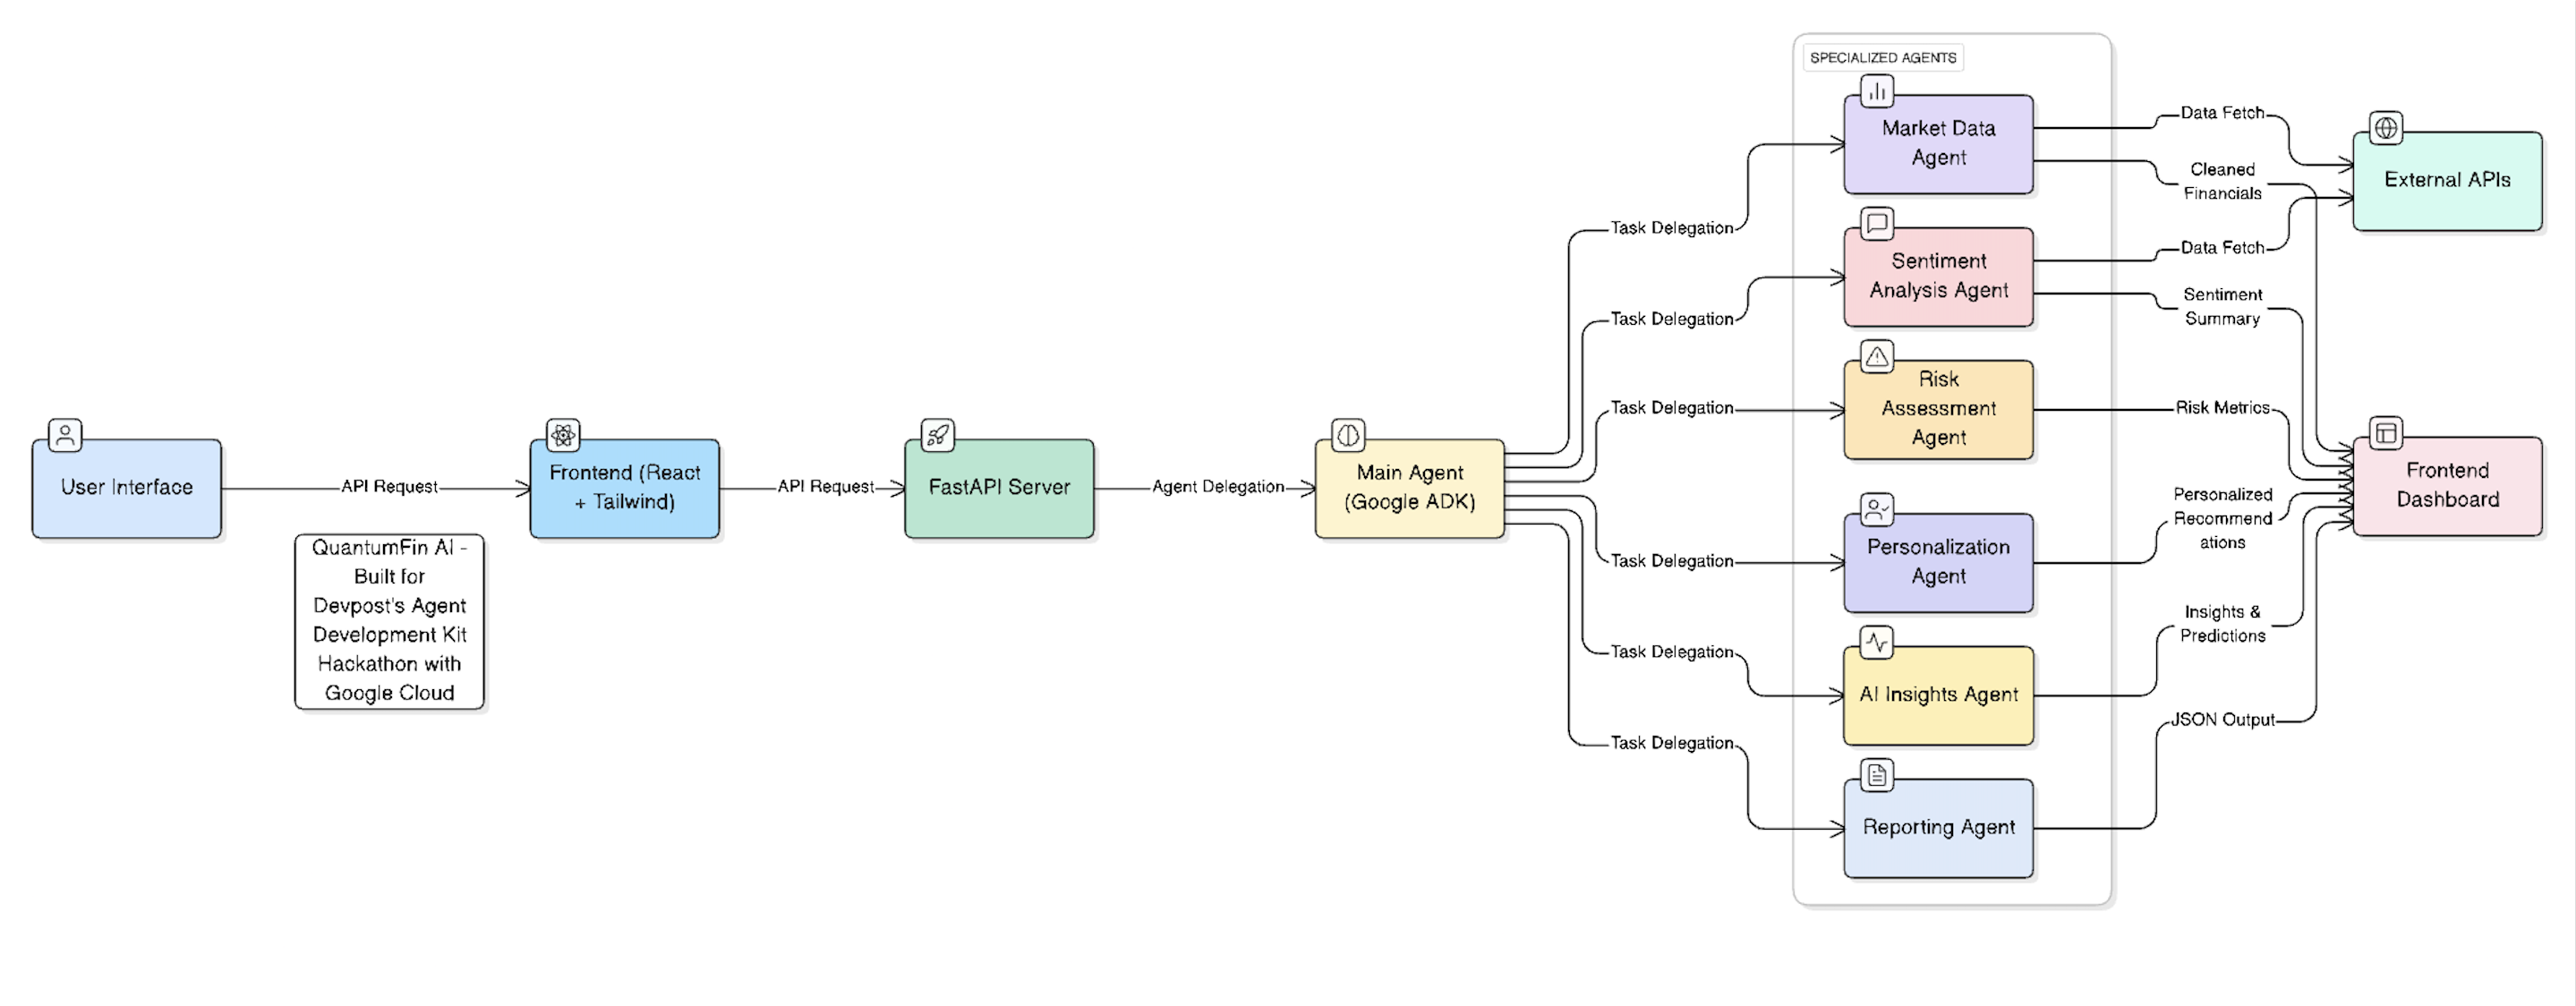 SPECIALIZED AGENTS
Market Data
Agent
Data Fetch
External APIs
Cleaned
Financials
Task Delegation
Sentiment
Analysis Agent
Data Fetch
Sentiment
Summary
Task Delegation
Risk
Assessment
Agent
Task Delegation
Risk Metrics
User Interface
API Request
Frontend (React
+ Tailwind)
API Request
FastAPI Server
Agent Delegation
Main Agent
(Google ADK)
Frontend
Dashboard
Personalized
Recommend
ations
QuantumFin AI -
Built for
Devpost's Agent
Development Kit
Hackathon with
Google Cloud
Task Delegation
Personalization
Agent
Insights &
Predictions
Task Delegation
AI Insights Agent
JSON Output
Task Delegation
Reporting Agent